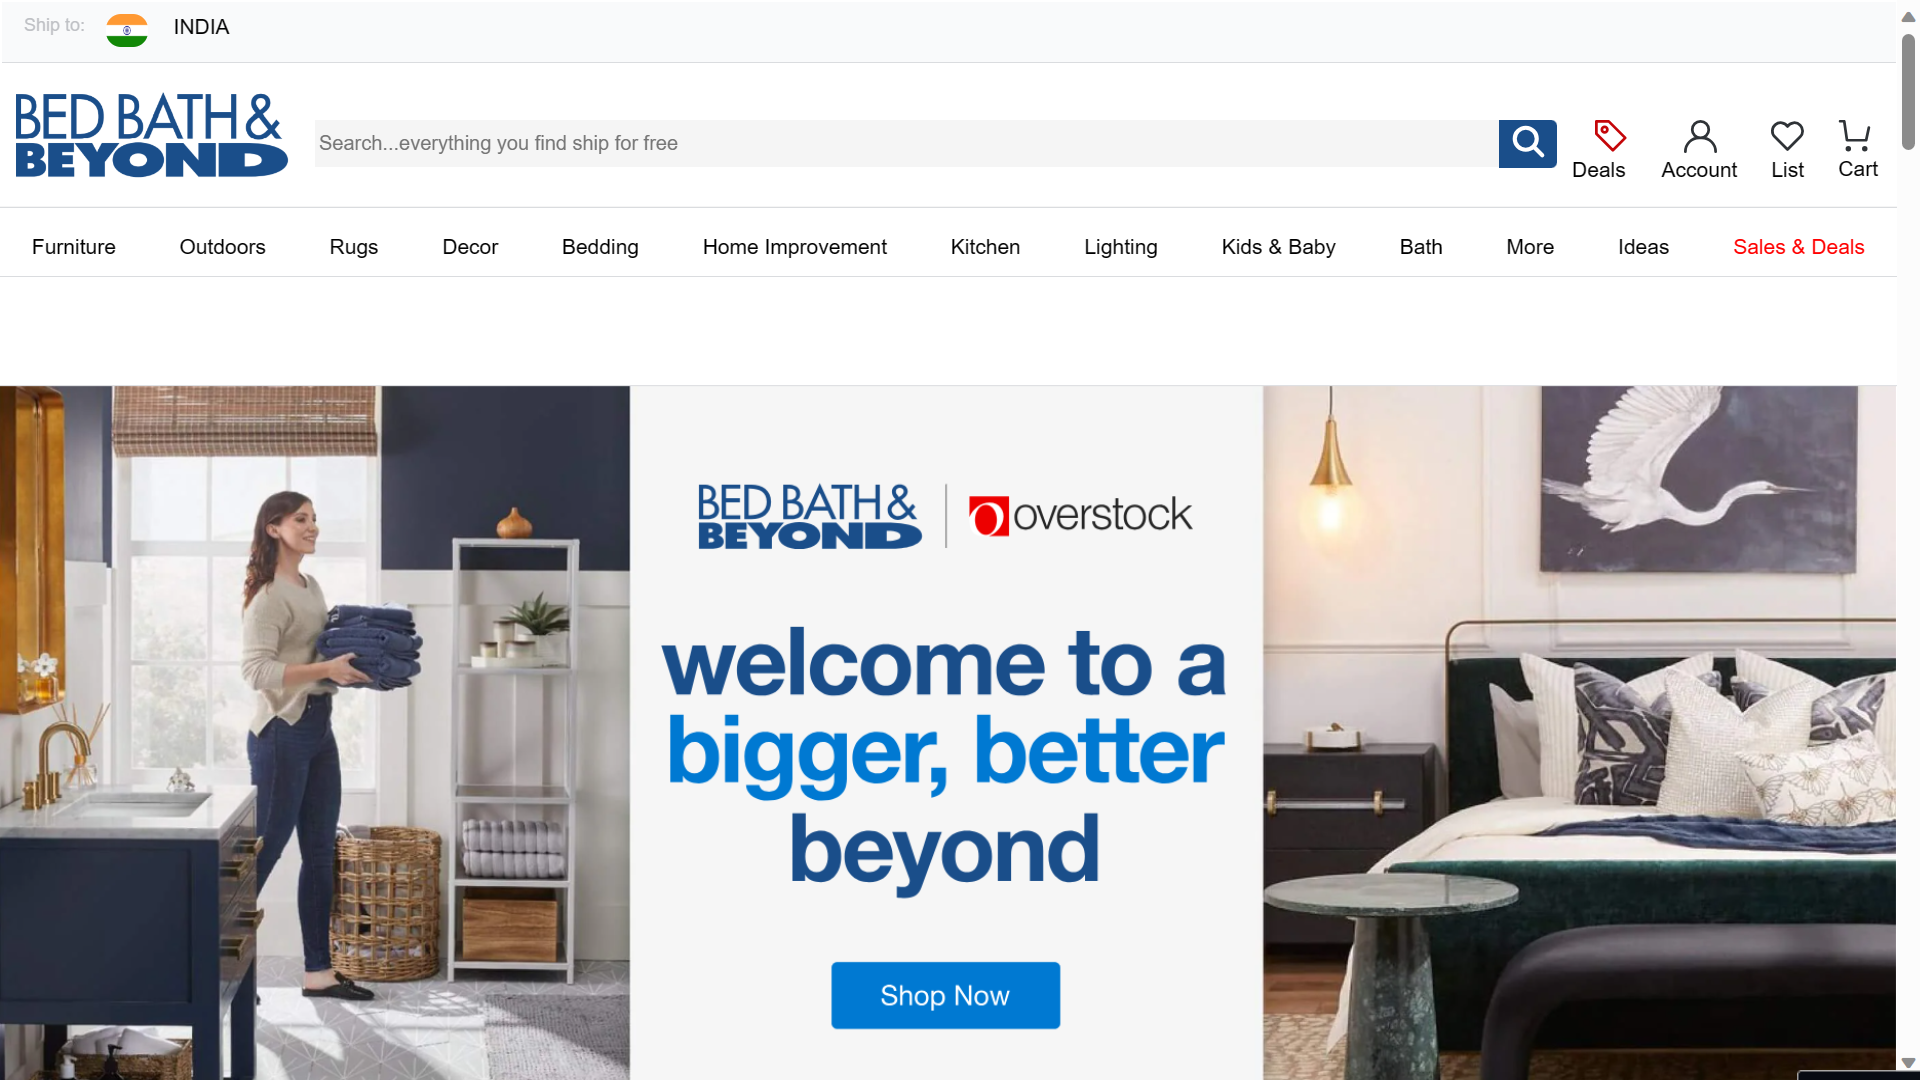 Ship to: INDIA
BED BATH &
BEYOND
Search...everything you find ship for free
Deals
Account
List
Cart
Furniture Outdoors Rugs Decor Bedding Home Improvement Kitchen Lighting Kids & Baby Bath More Ideas Sales & Deals
BED BATH &
BEYOND
overstock
welcome to a
bigger, better
beyond
Shop Now